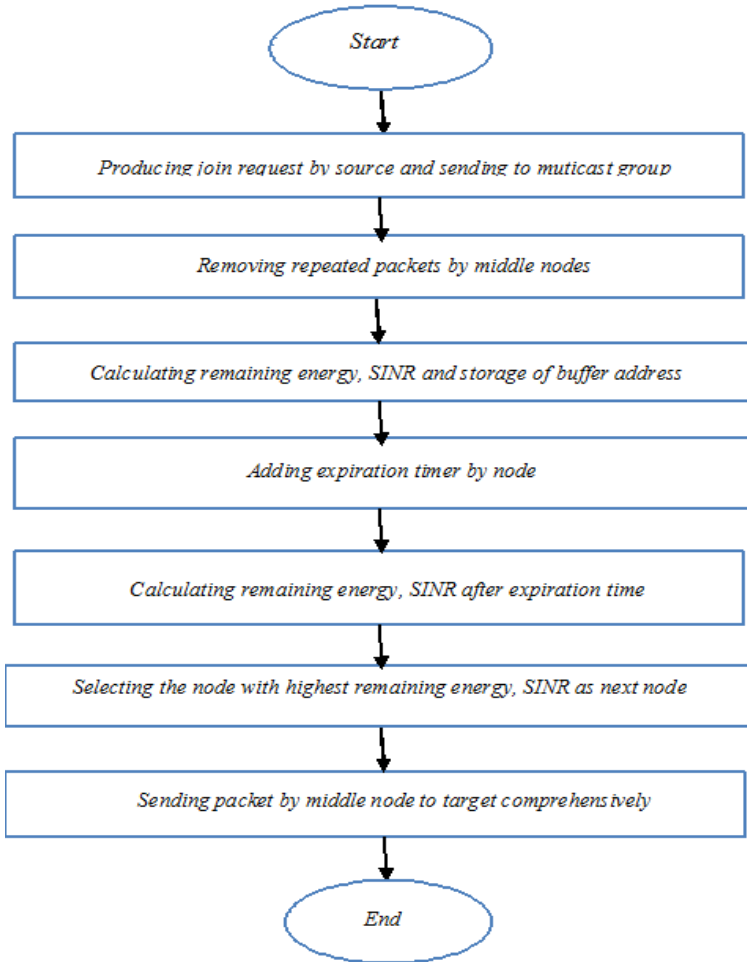 Start
Producing join request by source and sending to muticast group
Removing repeated packets by middle nodes
Calculating remaining energy, SINR and storage of buffer address
Adding expiration timer by node
Calculating remaining energy, SINR after expiration time
Selecting the node with highest remaining energy, SINR as next node
Sending packet by middle node to target comprehensively
End